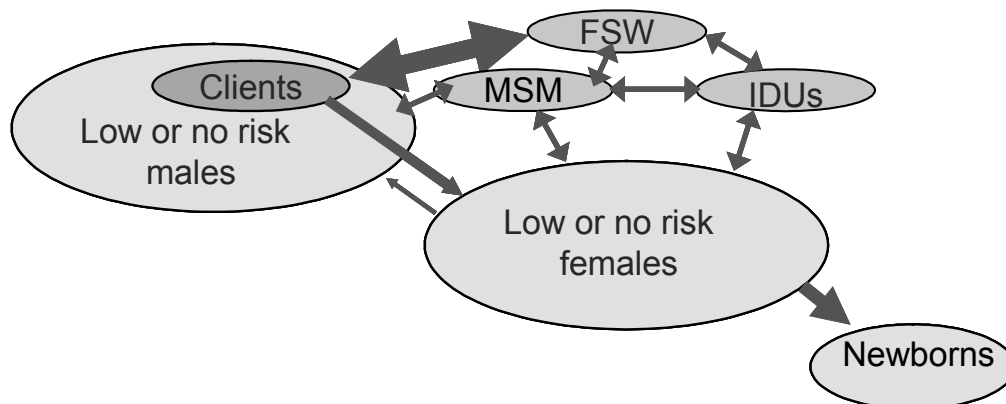 FSW
Clients
MSM
IDUs
Low or no risk
males
Low or no risk
females
Newborns